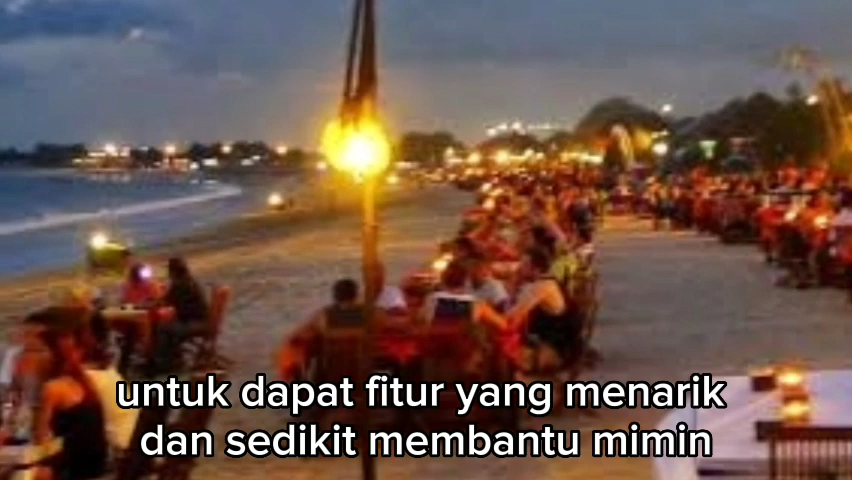 untuk dapat fitur yang menarik
dan sedikit membantu mimin